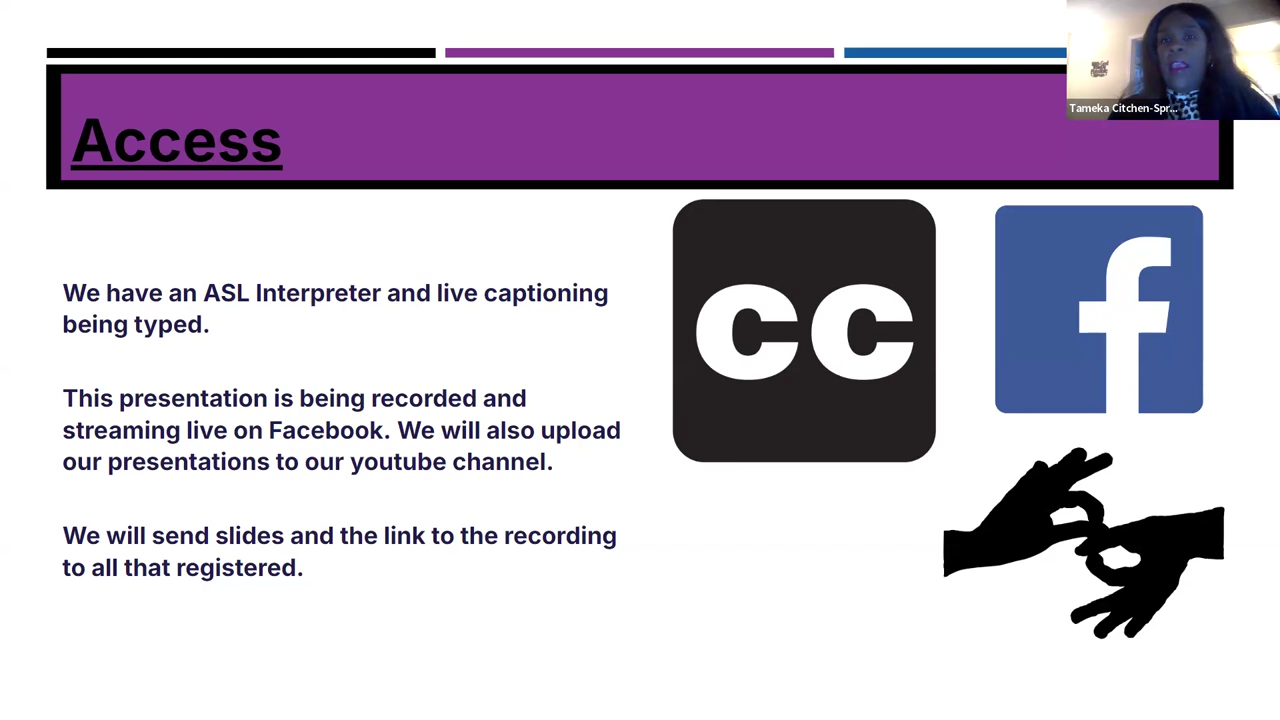 Access
Tameka Citchen-Spr...
We have an ASL Interpreter and live captioning
being typed.
This presentation is being recorded and
streaming live on Facebook. We will also upload
our presentations to our youtube channel.
We will send slides and the link to the recording
to all that registered.
cc
f